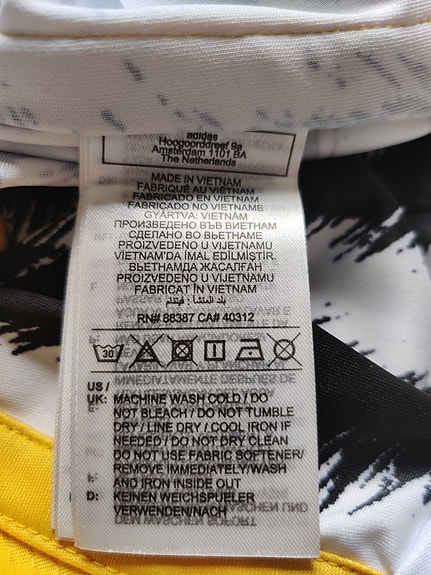 adidas
Hoogoorddreef 9a
Amsterdam 1101 BA
The Netherlands
MADE IN VIETNAM
FABRIQUÉ AU VIÊTNAM
FABRICADO EN VIETNAM
FABRICADO NO VIETNAME
GYÁRTVA: VIETNÁM
ПРОИЗВЕДЕНО ВЪВ ВИЕТНАМ
СДЕЛАНО ВО ВЬЕТНАМЕ
PROIZVEDENO U VIJETNAMU
VİETNAM'DA İMAL EDİLMİŞTİR.
ВЬЕТНАМДА ЖАСАЛҒАН
PROIZVEDENO U VIJETNAMU
FABRICAT ÎN VIETNAM
بلد المنشأ : فيتنام
RN# 88387 CA# 40312
30
US /
UK: MACHINE WASH COLD / DO
NOT BLEACH / DO NOT TUMBLE
DRY / LINE DRY / COOL IRON IF
NEEDED / DO NOT DRY CLEAN
DO NOT USE FABRIC SOFTENER/
REMOVE IMMEDIATELY/WASH
AND IRON INSIDE OUT
D: KEINEN WEICHSPUELER
VERWENDEN/NACH
DEM WASCHEN SOFORT